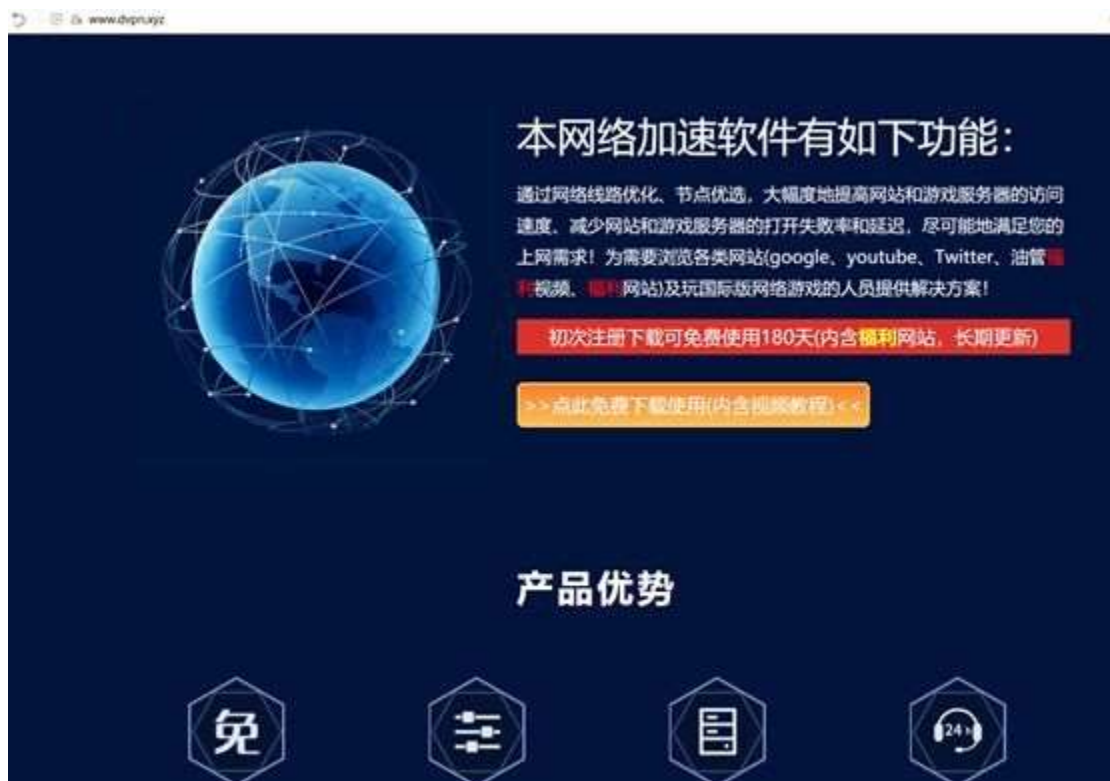 www.dvpn.xyz
本网络加速软件有如下功能：
通过网络线路优化、节点优选，大幅度地提高网站和游戏服务器的访问
速度，减少网站和游戏服务器的打开失败率和延迟，尽可能地满足您的
上网需求！为需要浏览各类网站(google、youtube、Twitter、油管福
利视频、福利网站)及玩国际版网络游戏的人员提供解决方案！
初次注册下载可免费使用180天(内含福利网站，长期更新)
>>点此免费下载使用(内含视频教程)<<
产品优势
免
24